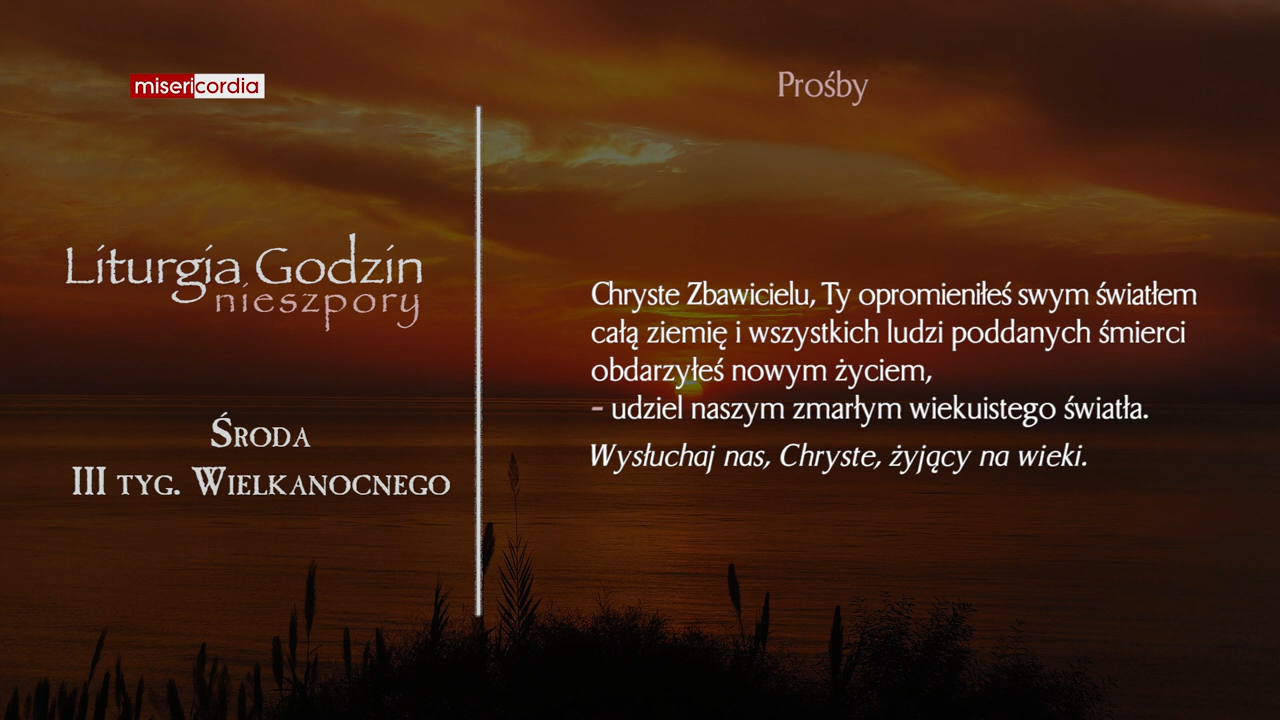 misericordia
Liturgia Godzin
nieszpory
Środa
III tyg. Wielkanocnego
Prośby
Chryste Zbawicielu, Ty opromieniłeś swym światłem
całą ziemię i wszystkich ludzi poddanych śmierci
obdarzyłeś nowym życiem,
- udziel naszym zmarłym wiekuistego światła.
Wysłuchaj nas, Chryste, żyjący na wieki.